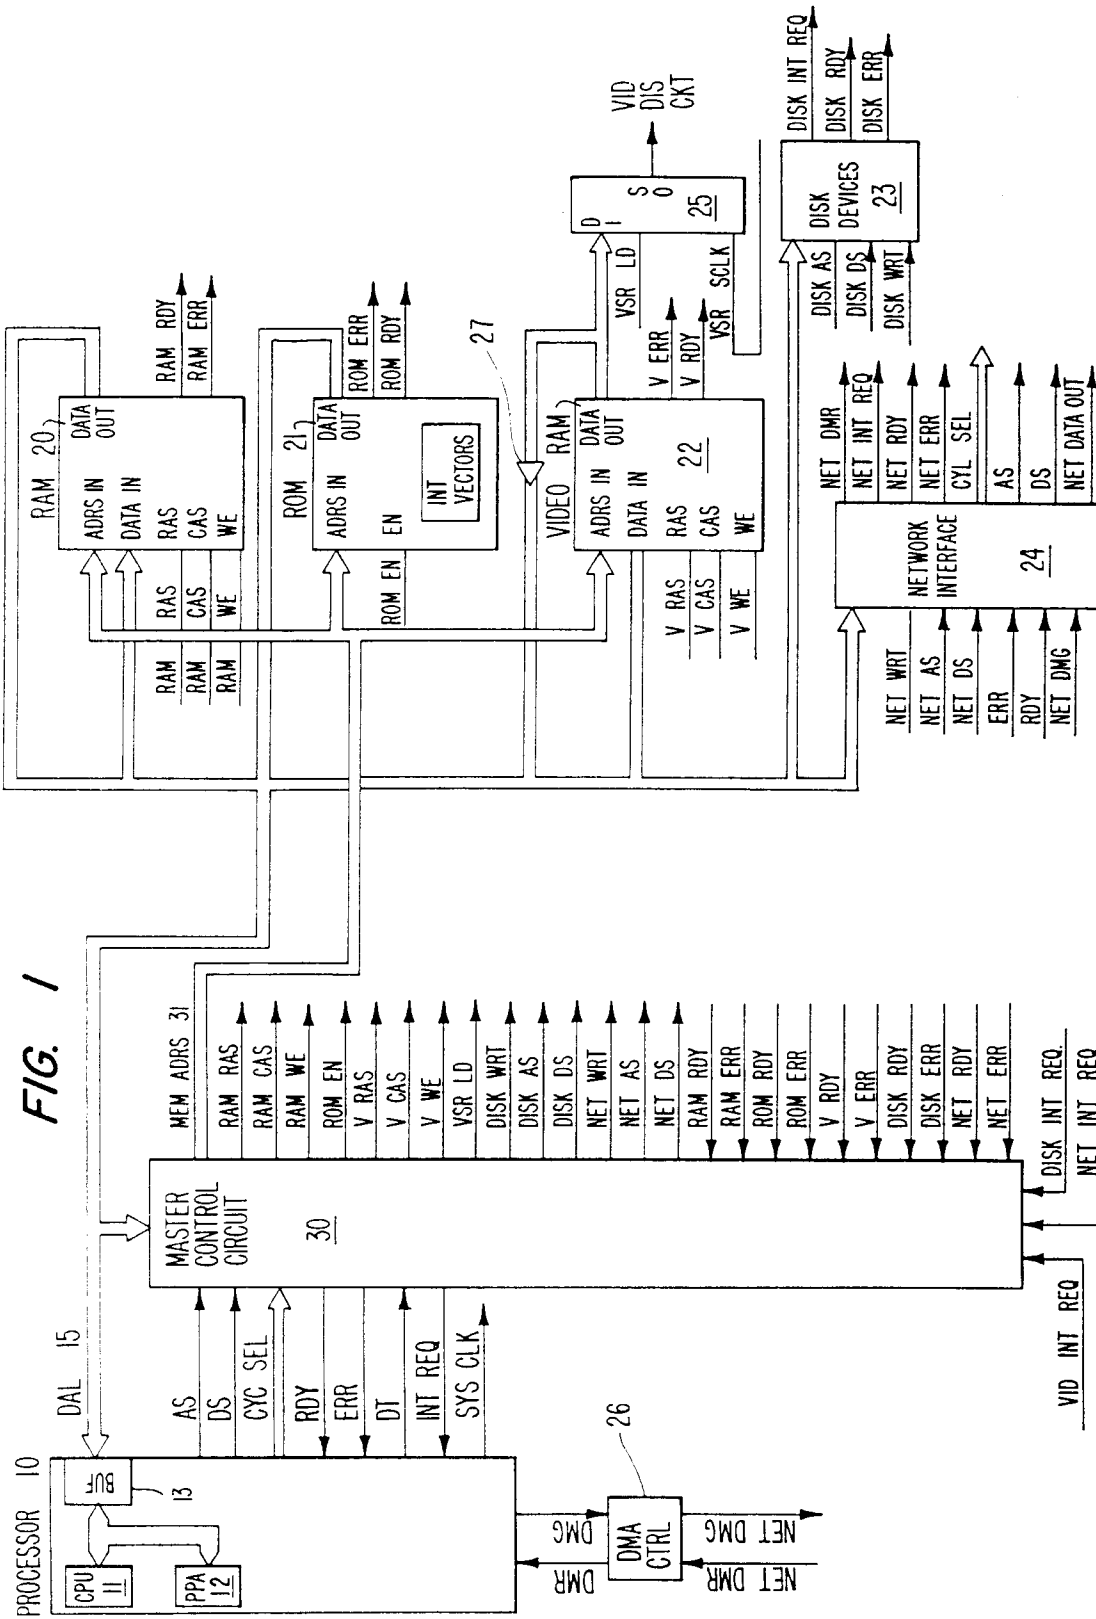 FIG. 1
PROCESSOR 10
CPU
11
PPA
12
BUF
13
DAL 15
AS
DS
CYC SEL
RDY
ERR
DT
INT REQ
SYS CLK
DMG
DMR
DMA
CTRL
26
NET DMG
NET DMR
MASTER
CONTROL
CIRCUIT
30
MEM ADRS 31
RAM RAS
RAM CAS
RAM WE
ROM EN
V RAS
V CAS
V WE
VSR LD
DISK WRT
DISK AS
DISK DS
NET WRT
NET AS
NET DS
RAM RDY
RAM ERR
ROM RDY
ROM ERR
V RDY
V ERR
DISK RDY
DISK ERR
NET RDY
NET ERR
VID INT REQ
DISK INT REQ.
NET INT REQ
RAM 20
ADRS IN
DATA IN
RAS
CAS
WE
DATA
OUT
RAM RAS
RAM CAS
RAM WE
RAM RDY
RAM ERR
ROM 21
ADRS IN
EN
DATA
OUT
INT
VECTORS
ROM EN
ROM ERR
ROM RDY
27
VIDEO RAM
ADRS IN
DATA IN
RAS
CAS
WE
DATA
OUT
22
V RAS
V CAS
V WE
V ERR
V RDY
DI
SO
25
VSR LD
VSR SCLK
VID
DIS
CKT
DISK
DEVICES
23
DISK AS
DISK DS
DISK WRT
DISK INT REQ
DISK RDY
DISK ERR
NETWORK
INTERFACE
24
NET WRT
NET AS
NET DS
ERR
RDY
NET DMG
NET DMR
NET INT REQ
NET RDY
NET ERR
CYL SEL
AS
DS
NET DATA OUT